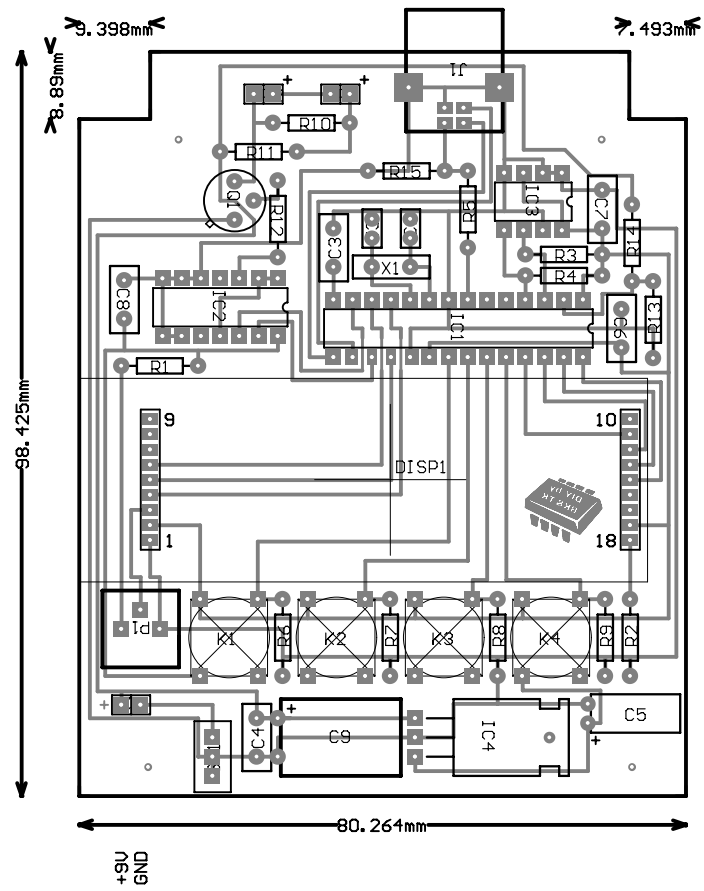 9.398mm
7.493mm
8.89mm
J1
+
+
R10
R11
R15
Q1
R12
R5
IC3
C7
R14
C3
R3
R4
X1
C8
IC2
IC1
C6
R13
R1
98.425mm
9
10
DISP1
DIY BY
1
18
P1
K1
R6
K2
R7
K3
R8
K4
R9
R2
+
+
C4
C9
IC4
C5
+
80.264mm
+9V
GND